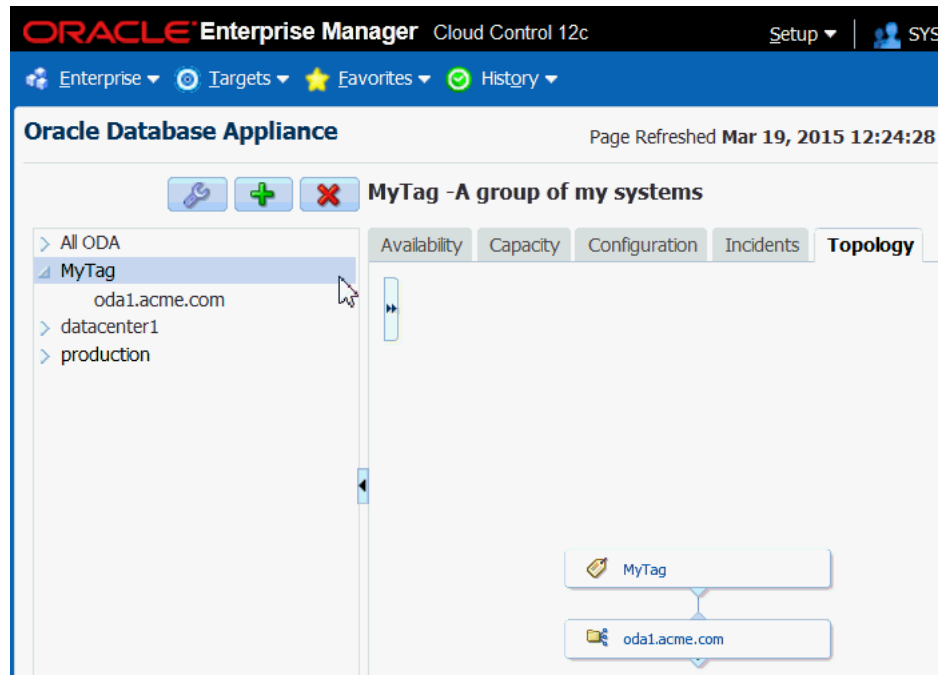 ORACLE Enterprise Manager Cloud Control 12c Setup SYS
Enterprise Targets Favorites History
Oracle Database Appliance Page Refreshed Mar 19, 2015 12:24:28
MyTag -A group of my systems
All ODA
Availability Capacity Configuration Incidents Topology
MyTag
oda1.acme.com
datacenter1
production
MyTag
oda1.acme.com